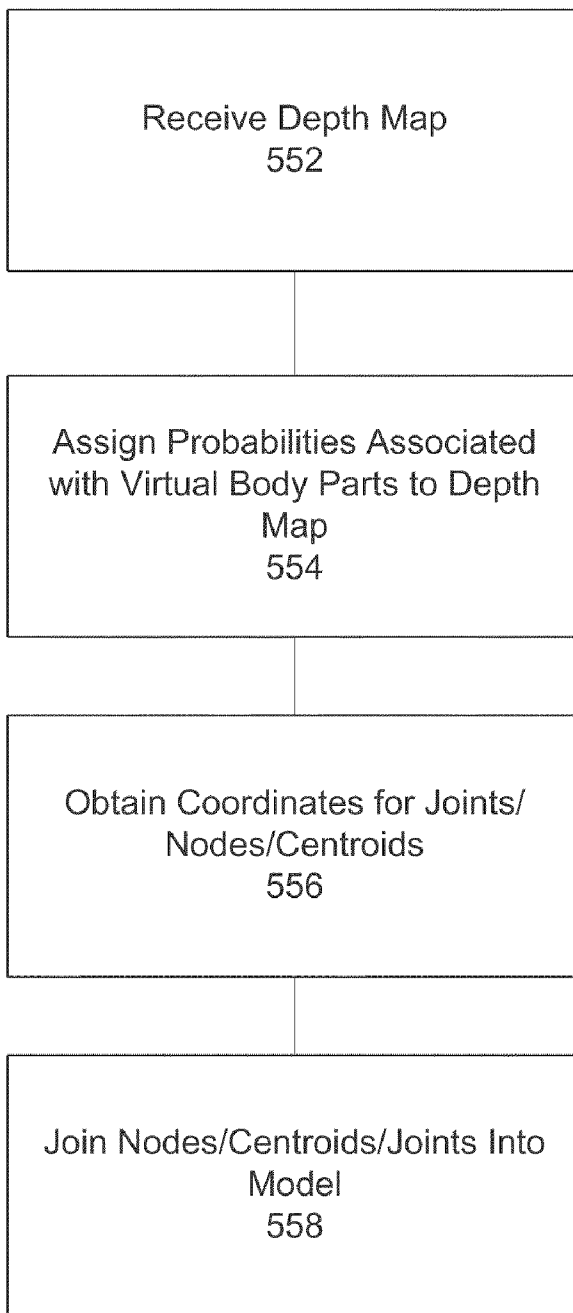 Receive Depth Map
552
Assign Probabilities Associated
with Virtual Body Parts to Depth
Map
554
Obtain Coordinates for Joints/
Nodes/Centroids
556
Join Nodes/Centroids/Joints Into
Model
558